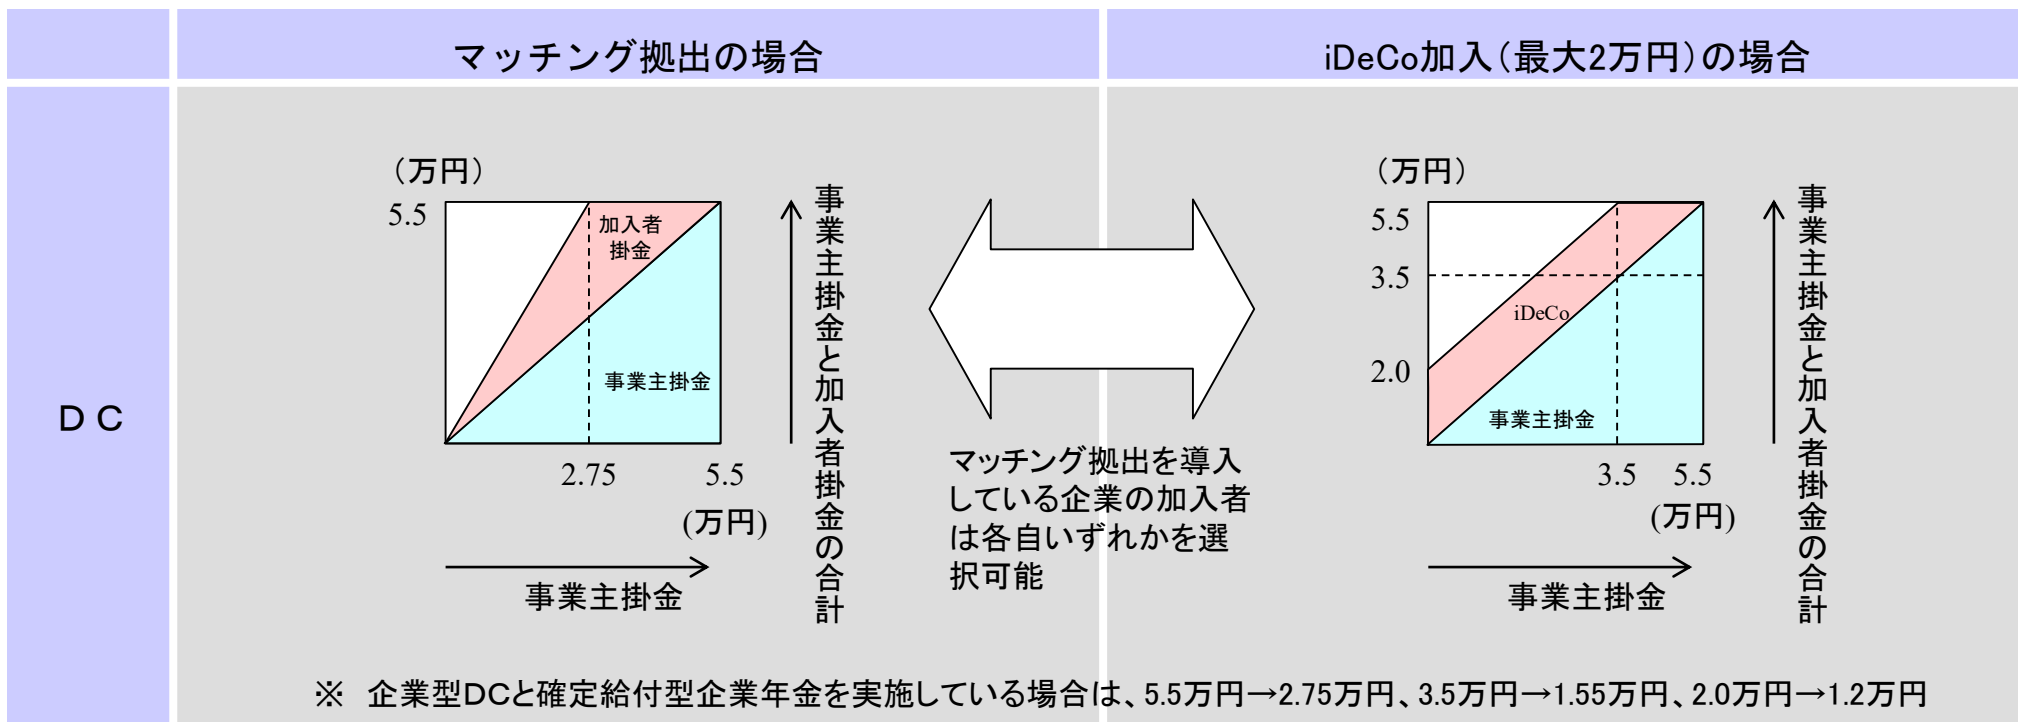 マッチング拠出の場合
iDeCo加入（最大2万円）の場合
ＤＣ
（万円）
5.5
加入者
掛金
事業主掛金
2.75
5.5
(万円)
事業主掛金
事業主掛金と加入者掛金の合計
マッチング拠出を導入
している企業の加入者
は各自いずれかを選
択可能
（万円）
5.5
3.5
2.0
iDeCo
事業主掛金
3.5
5.5
(万円)
事業主掛金
事業主掛金と加入者掛金の合計
※ 企業型DCと確定給付型企業年金を実施している場合は、5.5万円→2.75万円、3.5万円→1.55万円、2.0万円→1.2万円